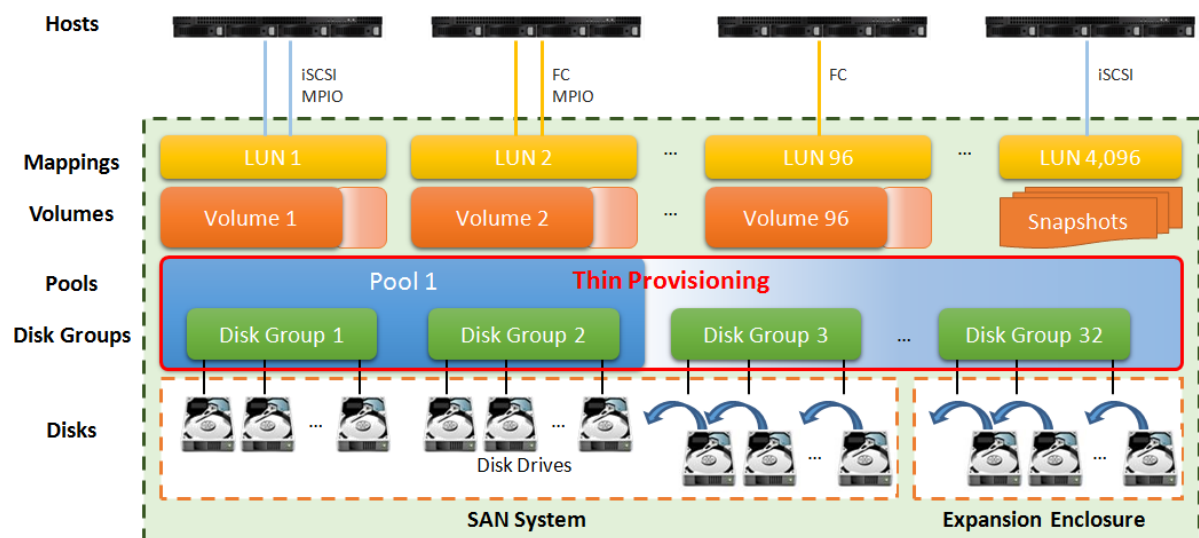 Hosts
iSCSI
MPIO
FC
MPIO
FC
iSCSI
Mappings
LUN 1
LUN 2
...
LUN 96
...
LUN 4,096
Volumes
Volume 1
Volume 2
...
Volume 96
Snapshots
Pools
Pool 1
Thin Provisioning
Disk Groups
Disk Group 1
Disk Group 2
Disk Group 3
...
Disk Group 32
Disks
...
...
...
...
Disk Drives
SAN System
Expansion Enclosure